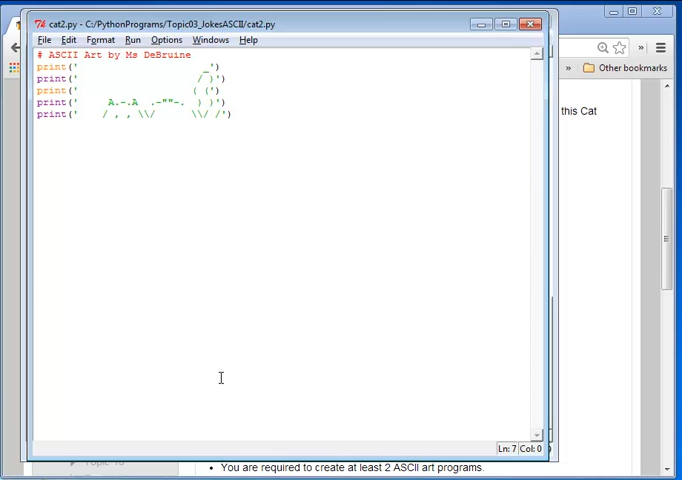 cat2.py - C:/PythonPrograms/Topic03_JokesASCII/cat2.py
File Edit Format Run Options Windows Help
» Other bookmarks
# ASCII Art by Ms DeBruine
print('                     _')
print('                    / )')
print('                   ( (')
print('     A.-.A  .-""-.  ) )')
print('    / , , \\/      \\/ /')
this Cat
Ln: 7 Col: 0
You are required to create at least 2 ASCII art programs.